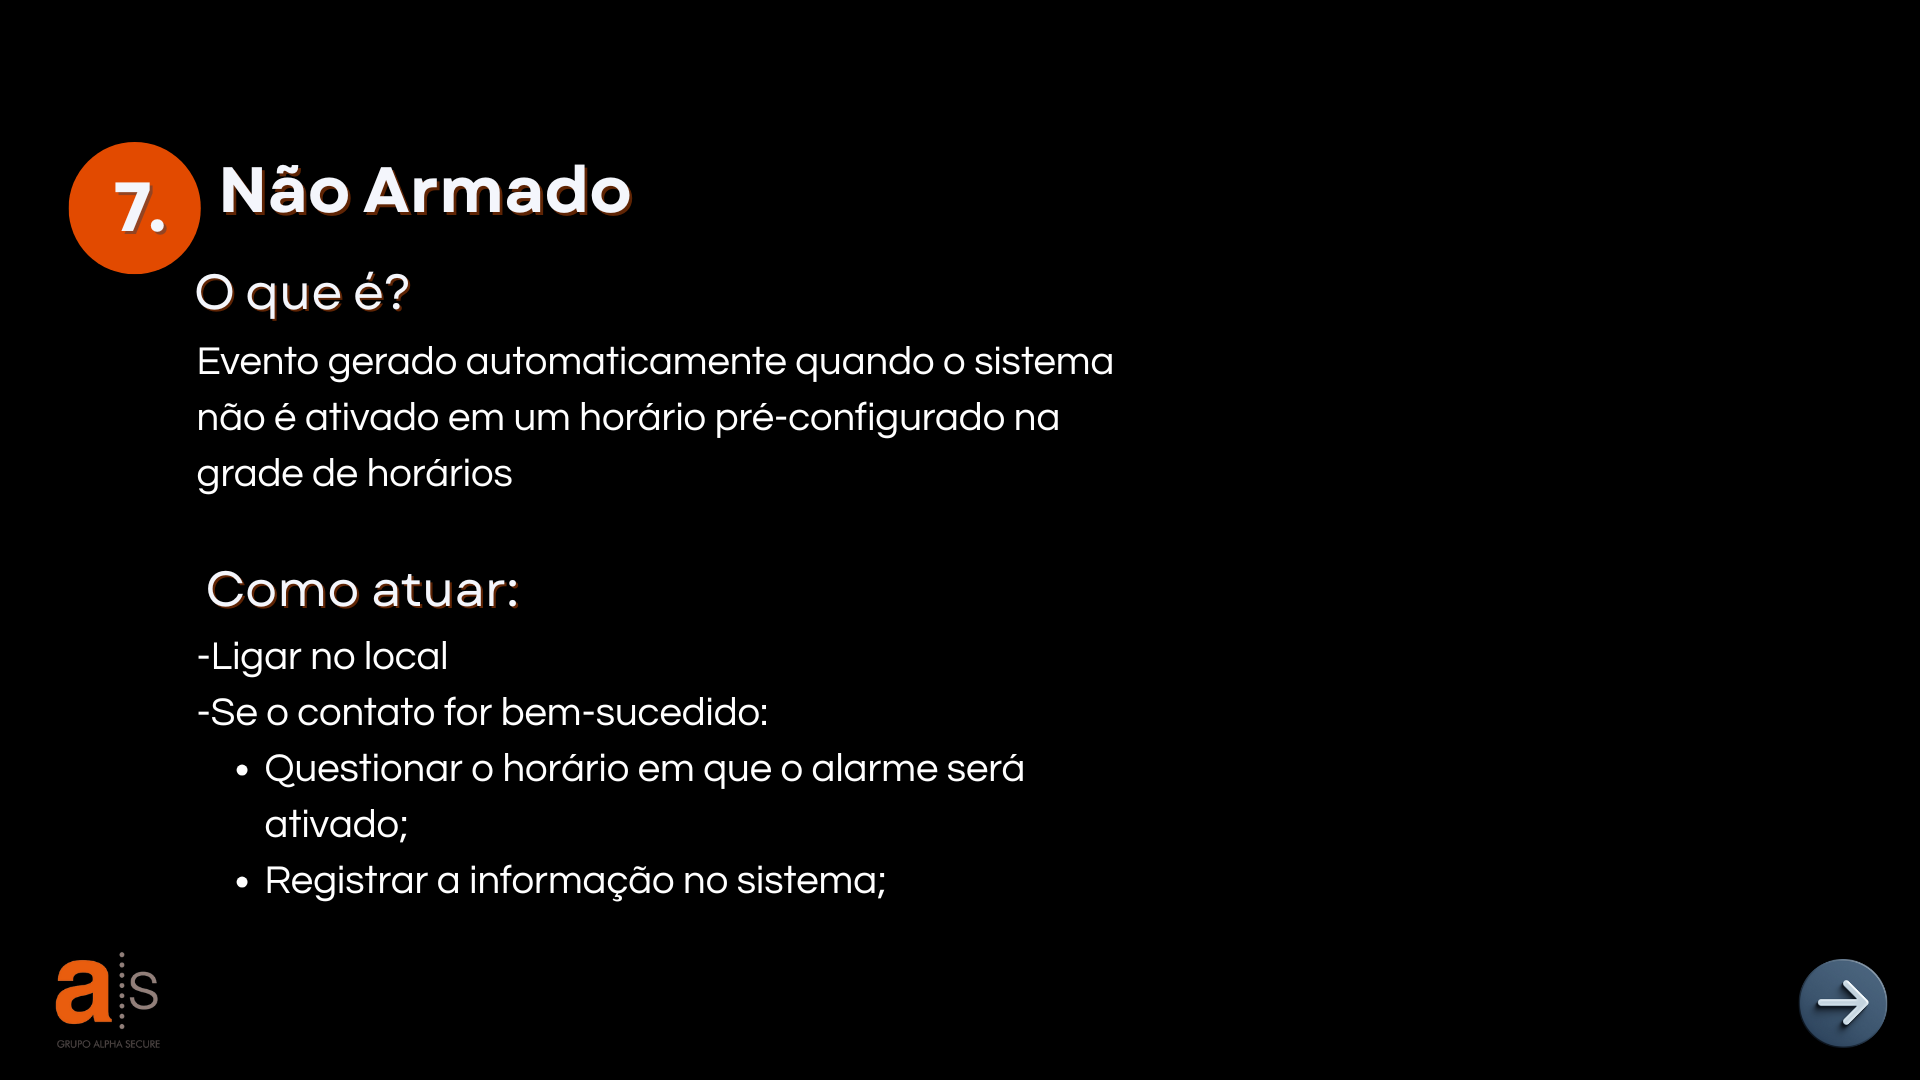 7. Não Armado
O que é?
Evento gerado automaticamente quando o sistema
não é ativado em um horário pré-configurado na
grade de horários
Como atuar:
-Ligar no local
-Se o contato for bem-sucedido:
• Questionar o horário em que o alarme será
ativado;
• Registrar a informação no sistema;
a s
GRUPO ALPHA SECURE